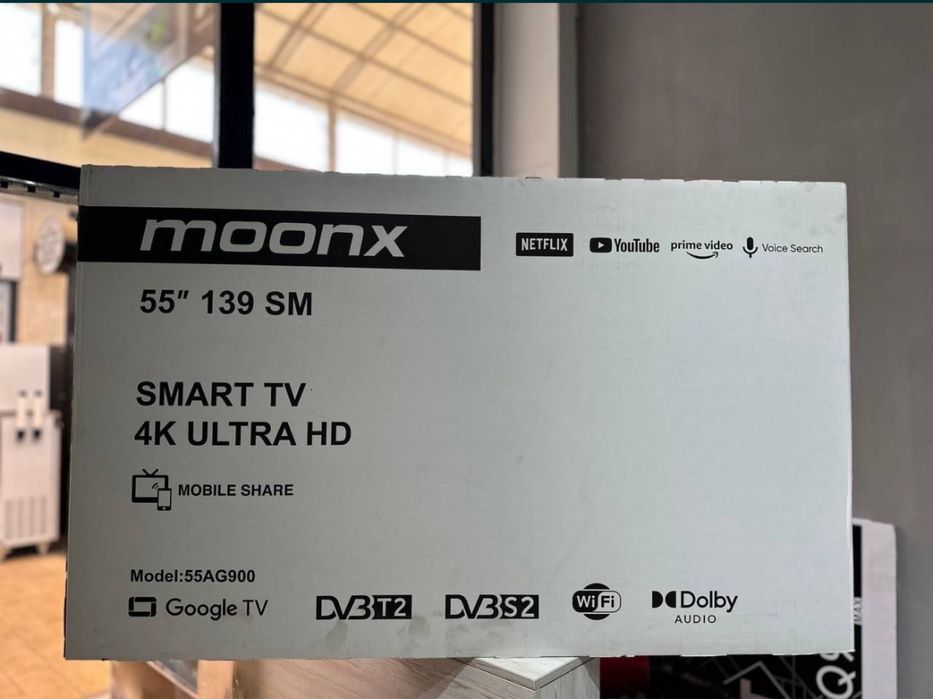 moonx
NETFLIX YouTube prime video Voice Search
55" 139 SM
SMART TV
4K ULTRA HD
MOBILE SHARE
Model:55AG900
Google TV DVB T2 DVB S2 WiFi Dolby
AUDIO